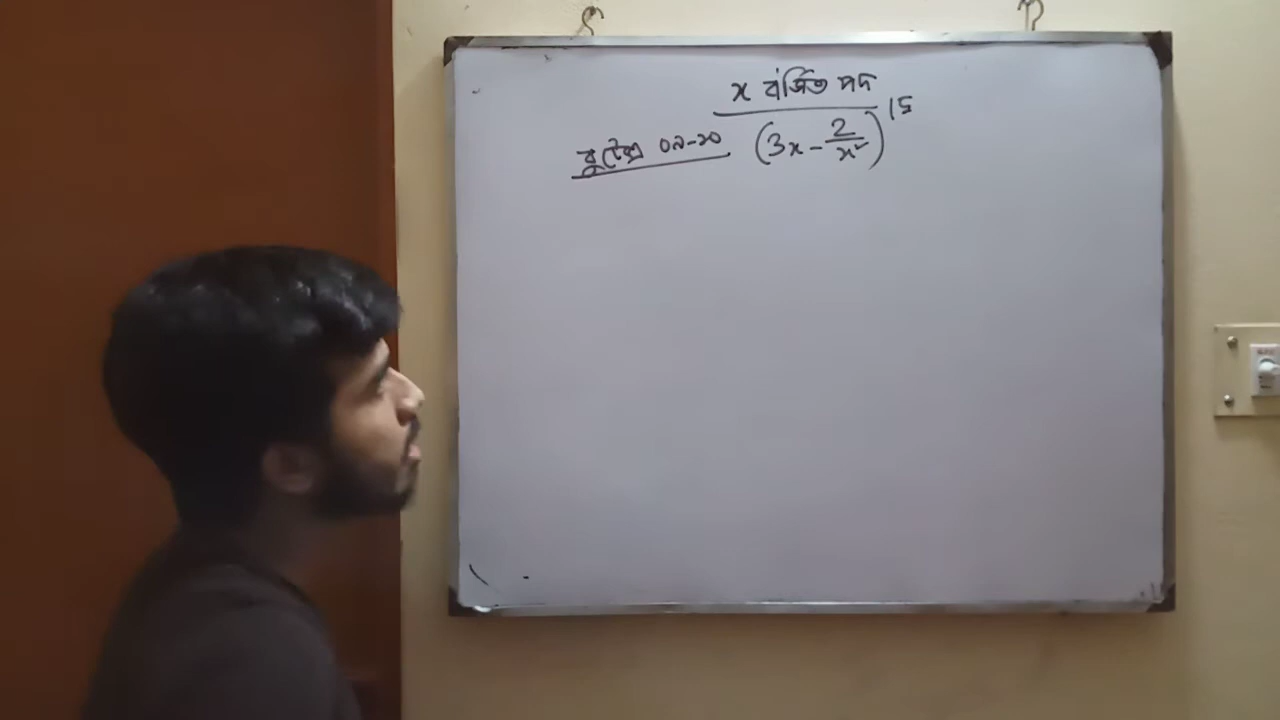 x বর্জিত পদ
বুটেক্স ০৯-১০ (3x - 2/x²)^15